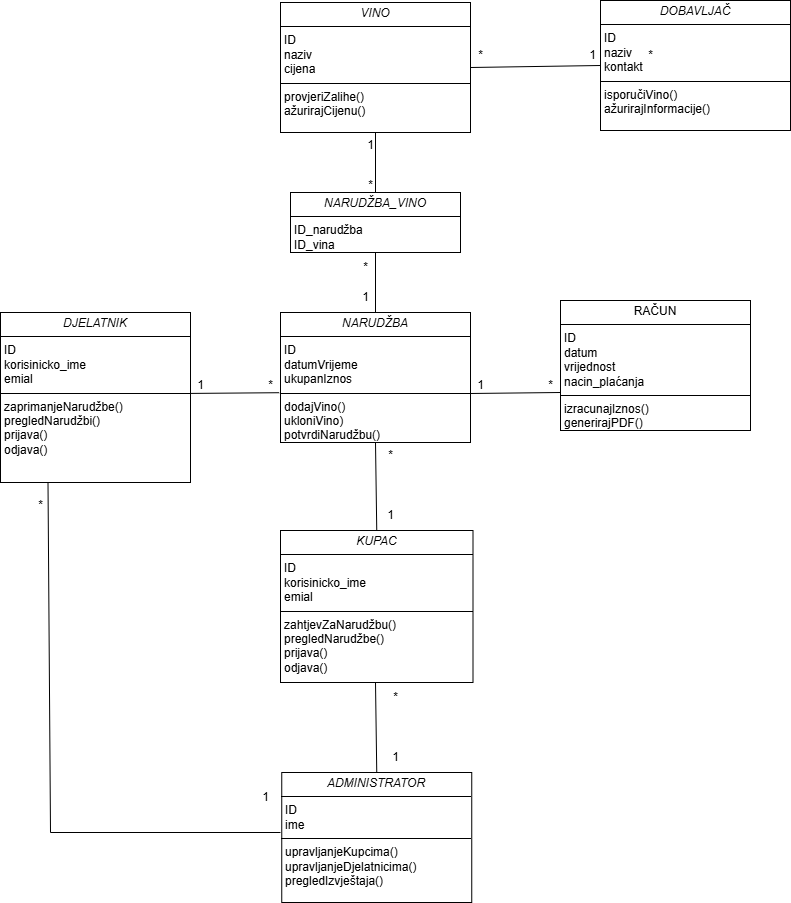 VINO
ID
naziv
cijena
provjeriZalihe()
ažurirajCijenu()
*
1
DOBAVLJAČ
ID
naziv *
kontakt
isporučiVino()
ažurirajInformacije()
1
*
NARUDŽBA_VINO
ID_narudžba
ID_vina
*
1
DJELATNIK
ID
korisinicko_ime
emial
zaprimanjeNarudžbe()
pregledNarudžbi()
prijava()
odjava()
1
*
NARUDŽBA
ID
datumVrijeme
ukupanIznos
dodajVino()
ukloniVino)
potvrdiNarudžbu()
1
*
RAČUN
ID
datum
vrijednost
nacin_plaćanja
izracunajIznos()
generirajPDF()
*
1
*
KUPAC
ID
korisinicko_ime
emial
zahtjevZaNarudžbu()
pregledNarudžbe()
prijava()
odjava()
*
1
1
ADMINISTRATOR
ID
ime
upravljanjeKupcima()
upravljanjeDjelatnicima()
pregledIzvještaja()